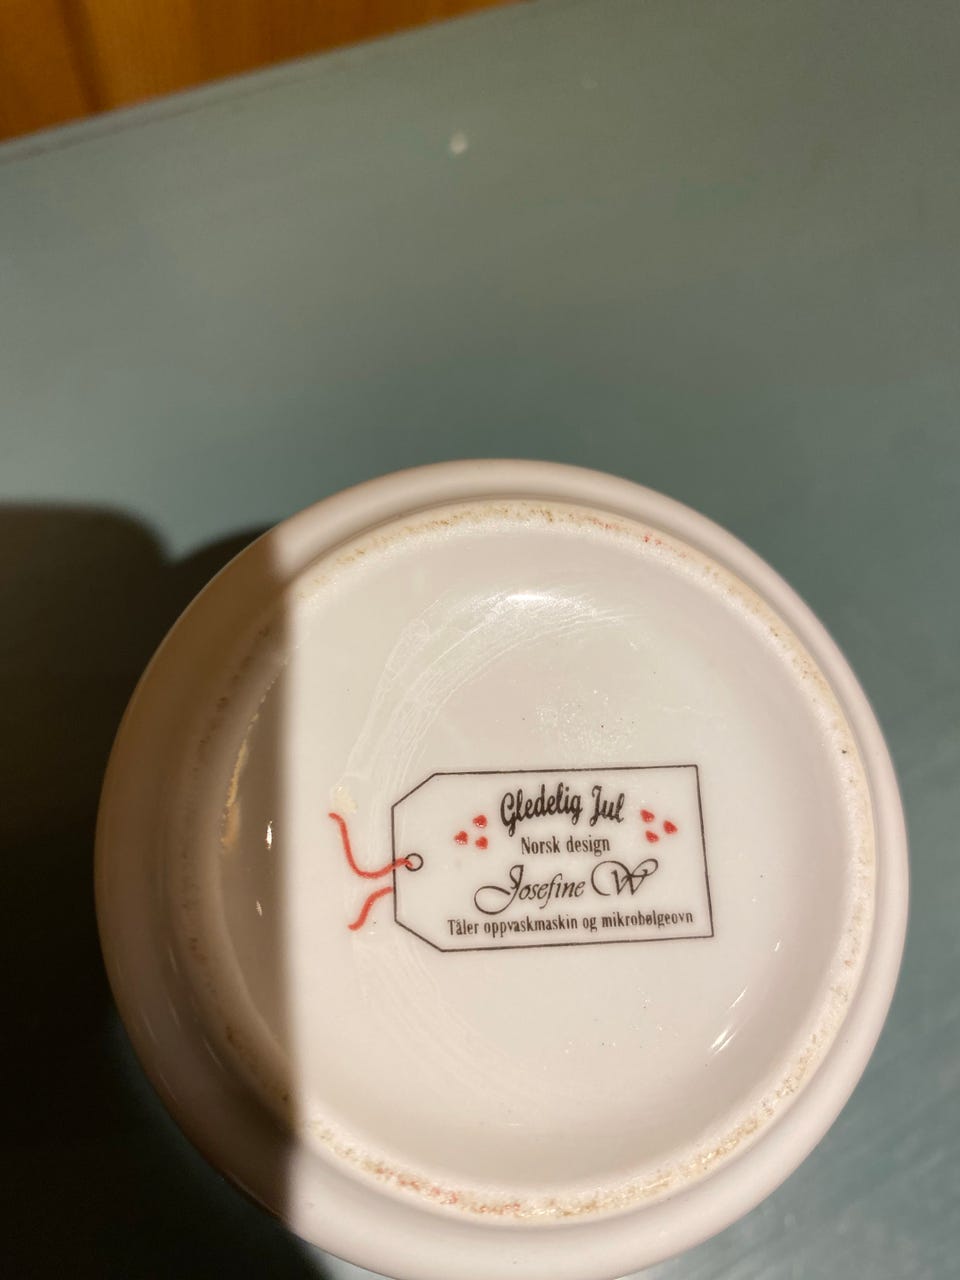 Gledelig Jul
Norsk design
Josefine W
Tåler oppvaskmaskin og mikrobølgeovn